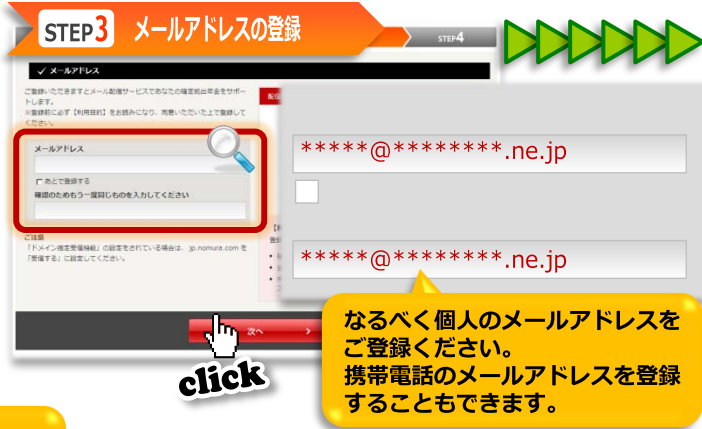 STEP3 メールアドレスの登録
STEP4
✓ メールアドレス
ご登録いただきますとメール配信サービスであなたの確定拠出年金をサポートします。
※登録前に必ず【利用目的】をお読みになり、同意いただいた上で登録してください。
配信
メールアドレス
あとで登録する
確認のためもう一度同じものを入力してください
*****@********.ne.jp
*****@********.ne.jp
ご注意
「ドメイン指定受信機能」の設定をされている場合は、jp.nomura.com を
「受信する」に設定してください。
次へ
click
なるべく個人のメールアドレスを
ご登録ください。
携帯電話のメールアドレスを登録
することもできます。